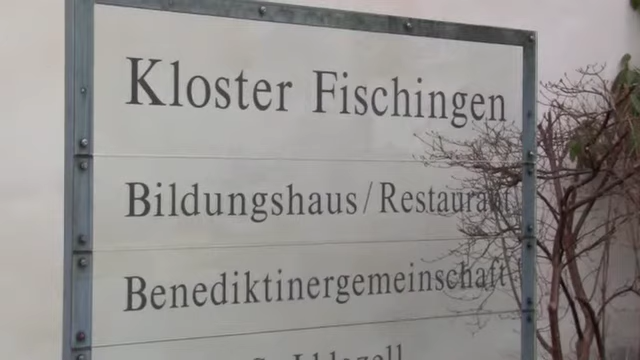 Kloster Fischingen
Bildungshaus/Restaurant
Benediktinergemeinschaft